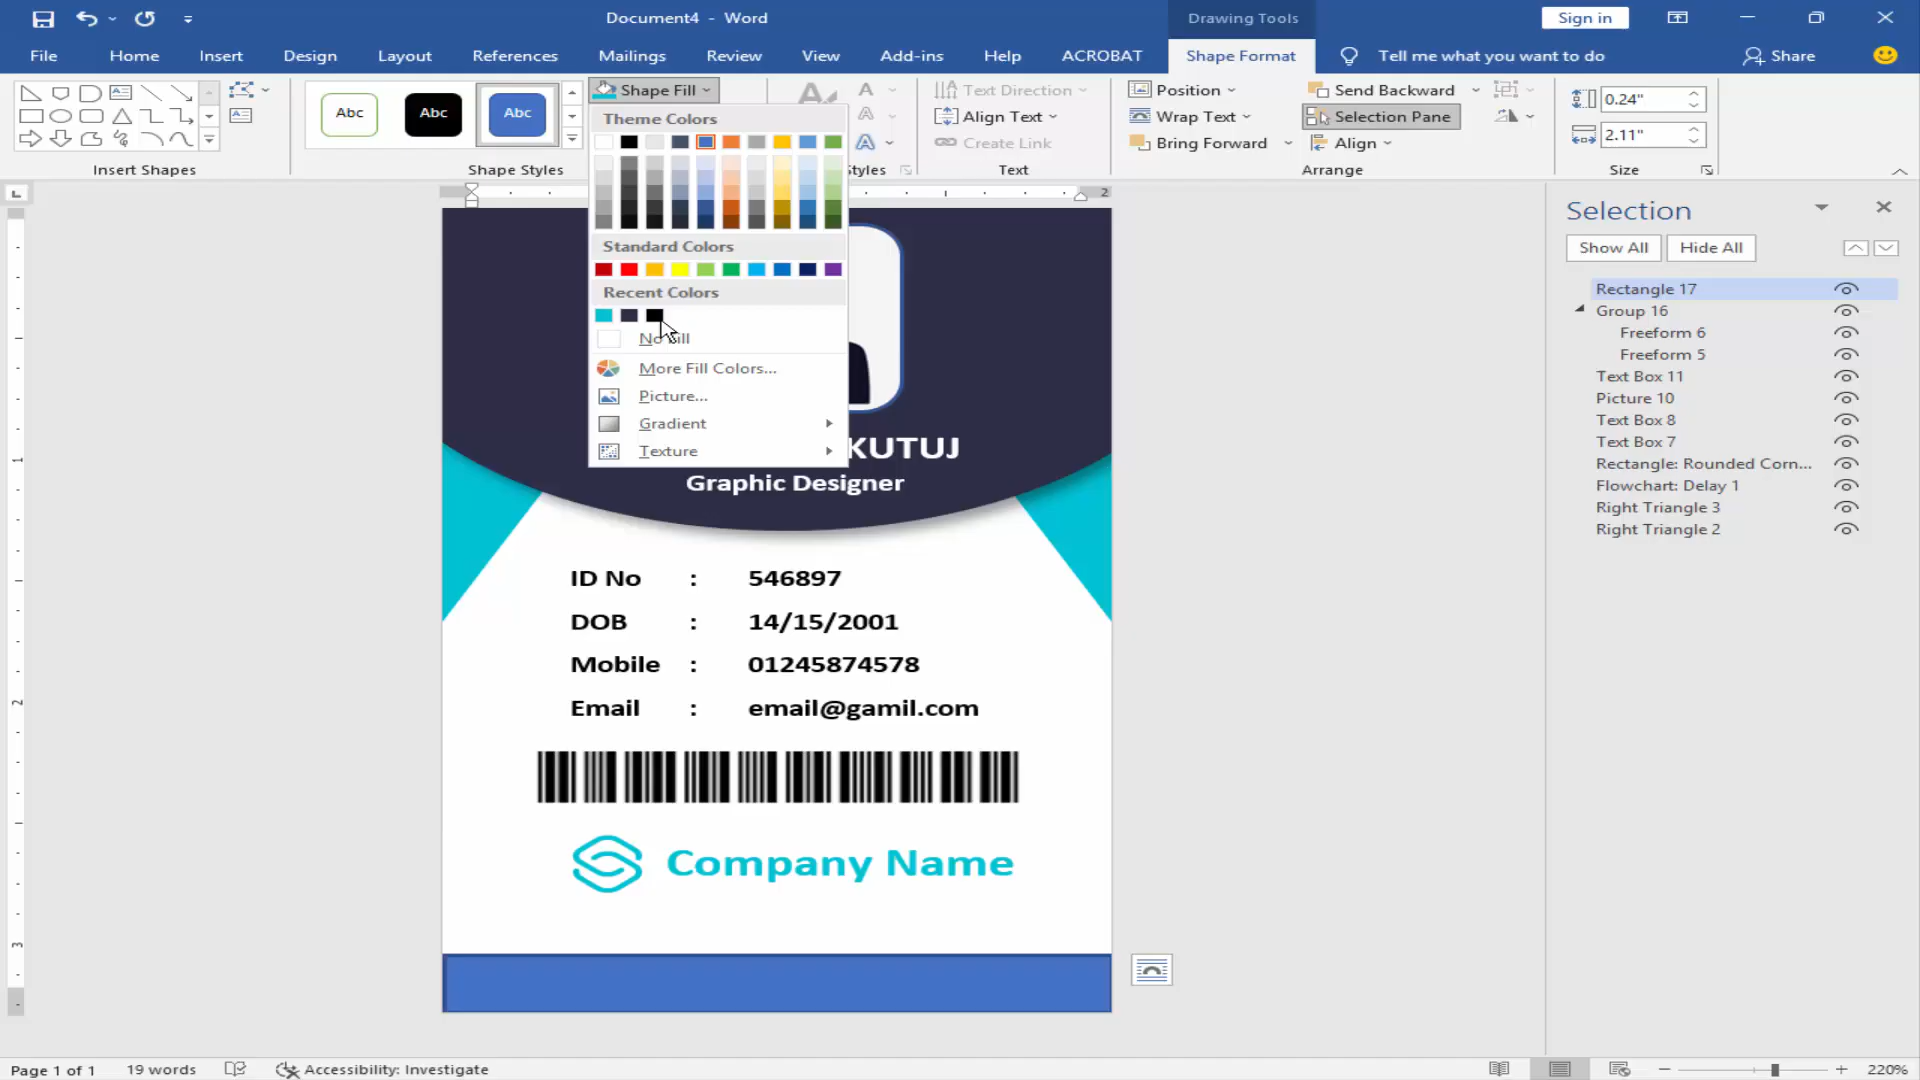 Document4 - Word
Drawing Tools
Sign in
File Home Insert Design Layout References Mailings Review View Add-ins Help ACROBAT Shape Format Tell me what you want to do Share
Abc Abc Abc
Shape Fill
Text Direction
Align Text
Create Link
Position
Wrap Text
Bring Forward
Send Backward
Selection Pane
Align
0.24"
2.11"
Insert Shapes Shape Styles Styles Text Arrange Size
Theme Colors
Standard Colors
Recent Colors
No Fill
More Fill Colors...
Picture...
Gradient
Texture
2
1
2
3
KUTUJ
Graphic Designer
ID No : 546897
DOB : 14/15/2001
Mobile : 01245874578
Email : email@gamil.com
Company Name
Selection
Show All Hide All
Rectangle 17
Group 16
Freeform 6
Freeform 5
Text Box 11
Picture 10
Text Box 8
Text Box 7
Rectangle: Rounded Corn...
Flowchart: Delay 1
Right Triangle 3
Right Triangle 2
Page 1 of 1 19 words Accessibility: Investigate 220%